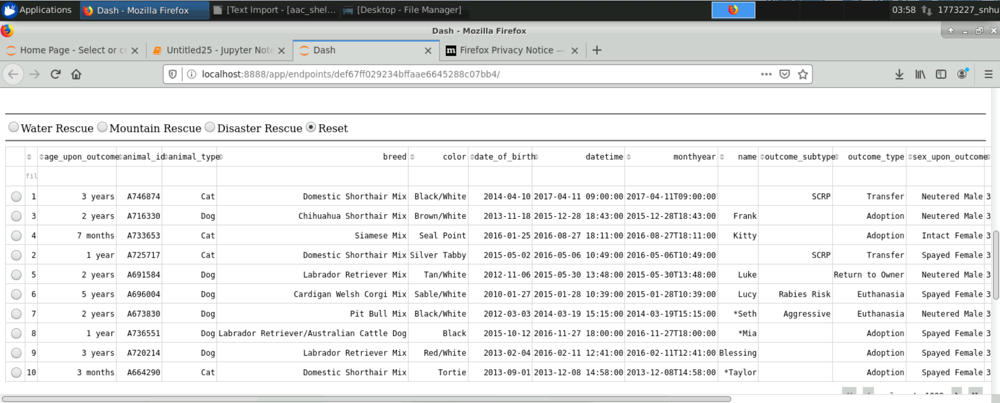 Applications Dash - Mozilla Firefox [Text Import - [aac_shel... [Desktop - File Manager] 03:58 1773227_snhu
Dash - Mozilla Firefox
Home Page - Select or cr Untitled25 - Jupyter Note Dash m Firefox Privacy Notice —
localhost:8888/app/endpoints/def67ff029234bffaae6645288c07bb4/
Water Rescue Mountain Rescue Disaster Rescue Reset
age_upon_outcome animal_id animal_type breed color date_of_birth datetime monthyear name outcome_subtype outcome_type sex_upon_outcome
fil
1 3 years A746874 Cat Domestic Shorthair Mix Black/White 2014-04-10 2017-04-11 09:00:00 2017-04-11T09:00:00 SCRP Transfer Neutered Male 3
3 2 years A716330 Dog Chihuahua Shorthair Mix Brown/White 2013-11-18 2015-12-28 18:43:00 2015-12-28T18:43:00 Frank Adoption Neutered Male 3
4 7 months A733653 Cat Siamese Mix Seal Point 2016-01-25 2016-08-27 18:11:00 2016-08-27T18:11:00 Kitty Adoption Intact Female 3
2 1 year A725717 Cat Domestic Shorthair Mix Silver Tabby 2015-05-02 2016-05-06 10:49:00 2016-05-06T10:49:00 SCRP Transfer Spayed Female 3
5 2 years A691584 Dog Labrador Retriever Mix Tan/White 2012-11-06 2015-05-30 13:48:00 2015-05-30T13:48:00 Luke Return to Owner Neutered Male 3
6 5 years A696004 Dog Cardigan Welsh Corgi Mix Sable/White 2010-01-27 2015-01-28 10:39:00 2015-01-28T10:39:00 Lucy Rabies Risk Euthanasia Spayed Female 3
7 2 years A673830 Dog Pit Bull Mix Black/White 2012-03-03 2014-03-19 15:15:00 2014-03-19T15:15:00 *Seth Aggressive Euthanasia Neutered Male 3
8 1 year A736551 Dog Labrador Retriever/Australian Cattle Dog Black 2015-10-12 2016-11-27 18:00:00 2016-11-27T18:00:00 *Mia Adoption Spayed Female 3
9 3 years A720214 Dog Labrador Retriever Mix Red/White 2013-02-04 2016-02-11 12:41:00 2016-02-11T12:41:00 Blessing Adoption Spayed Female 3
10 3 months A664290 Cat Domestic Shorthair Mix Tortie 2013-09-01 2013-12-08 14:58:00 2013-12-08T14:58:00 *Taylor Adoption Spayed Female 3